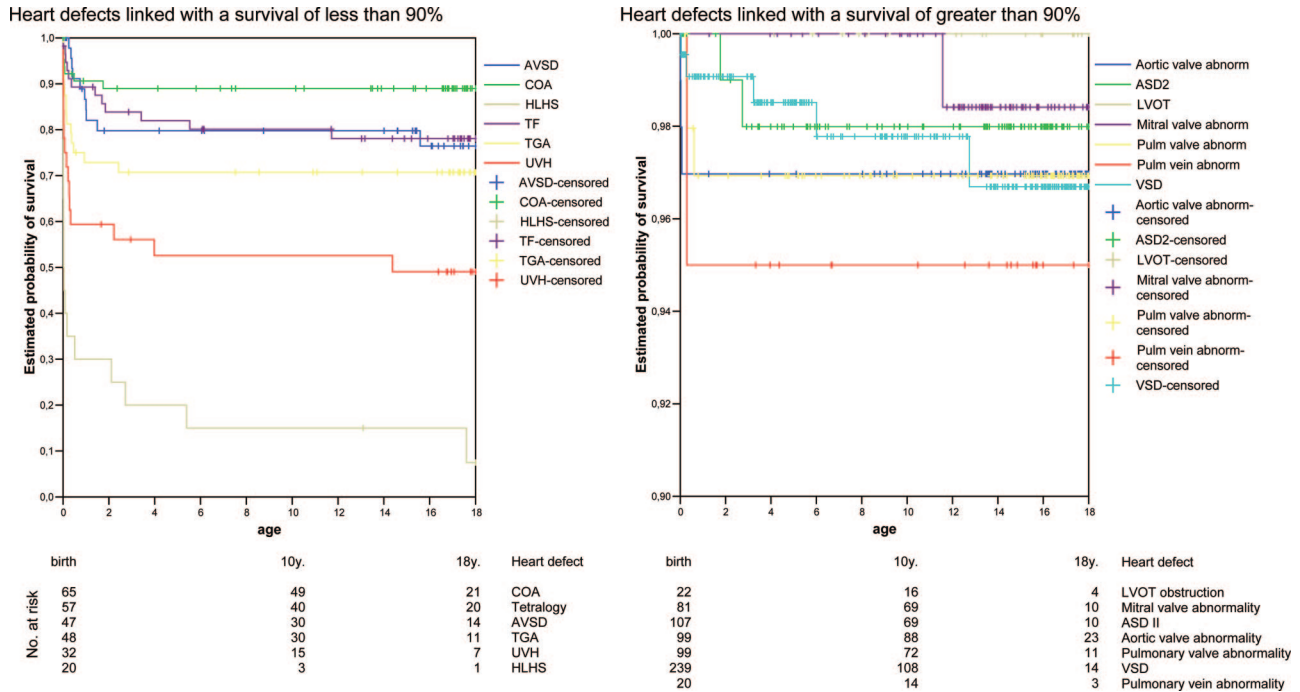 Heart defects linked with a survival of less than 90%
Estimated probability of survival
1,0
0,9
0,8
0,7
0,6
0,5
0,4
0,3
0,2
0,1
0,0
0 2 4 6 8 10 12 14 16 18
age
AVSD
COA
HLHS
TF
TGA
UVH
AVSD-censored
COA-censored
HLHS-censored
TF-censored
TGA-censored
UVH-censored
No. at risk
birth 10y. 18y. Heart defect
65 49 21 COA
57 40 20 Tetralogy
47 30 14 AVSD
48 30 11 TGA
32 15 7 UVH
20 3 1 HLHS
Heart defects linked with a survival of greater than 90%
Estimated probability of survival
1,00
0,98
0,96
0,94
0,92
0,90
0 2 4 6 8 10 12 14 16 18
age
Aortic valve abnorm
ASD2
LVOT
Mitral valve abnorm
Pulm valve abnorm
Pulm vein abnorm
VSD
Aortic valve abnorm-
censored
ASD2-censored
LVOT-censored
Mitral valve abnorm-
censored
Pulm valve abnorm-
censored
Pulm vein abnorm-
censored
VSD-censored
birth 10y. 18y. Heart defect
22 16 4 LVOT obstruction
81 69 10 Mitral valve abnormality
107 69 10 ASD II
99 88 23 Aortic valve abnormality
99 72 11 Pulmonary valve abnormality
239 108 14 VSD
20 14 3 Pulmonary vein abnormality